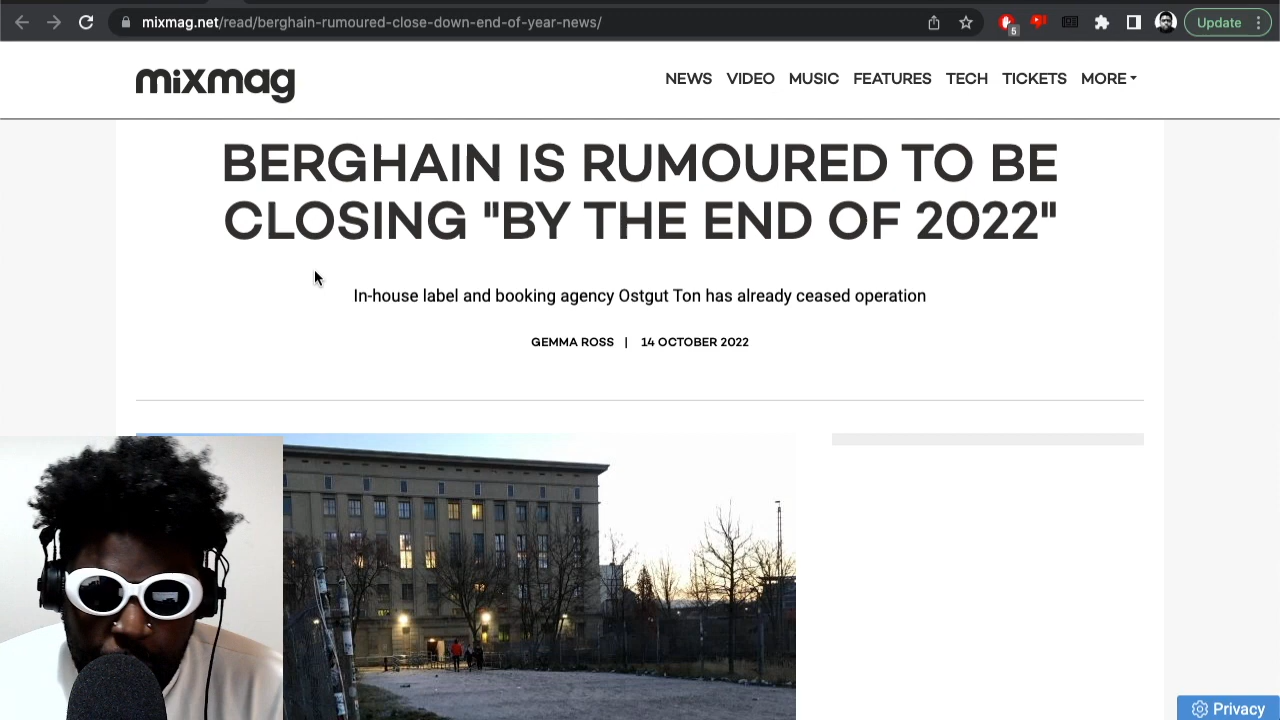 mixmag.net/read/berghain-rumoured-close-down-end-of-year-news/
5
Update
mixmag
NEWS VIDEO MUSIC FEATURES TECH TICKETS MORE
BERGHAIN IS RUMOURED TO BE
CLOSING "BY THE END OF 2022"
In-house label and booking agency Ostgut Ton has already ceased operation
GEMMA ROSS | 14 OCTOBER 2022
Privacy